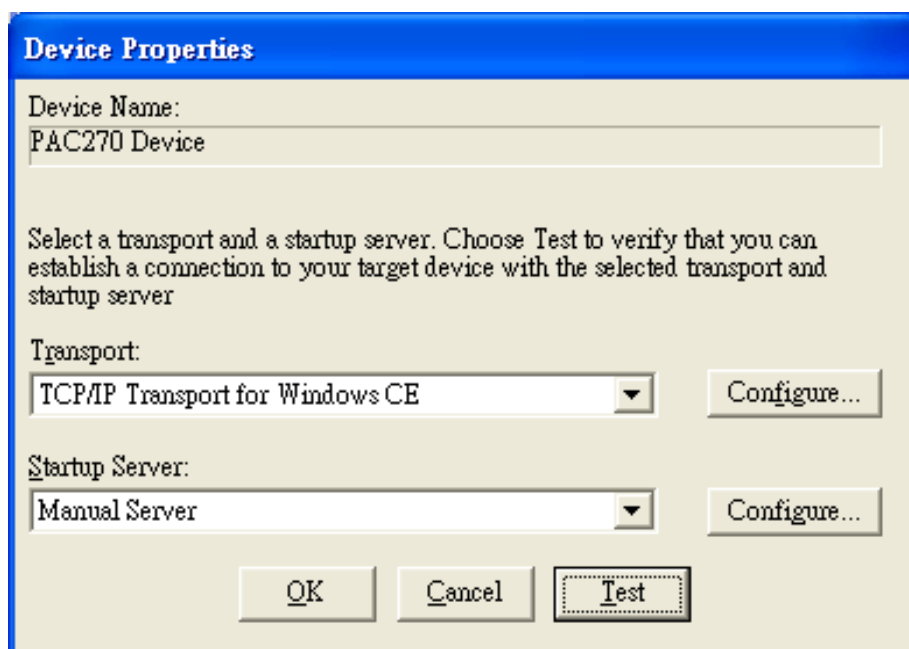 Device Properties
Device Name:
PAC270 Device
Select a transport and a startup server. Choose Test to verify that you can
establish a connection to your target device with the selected transport and
startup server
Transport:
TCP/IP Transport for Windows CE
Configure...
Startup Server:
Manual Server
Configure...
OK Cancel Test